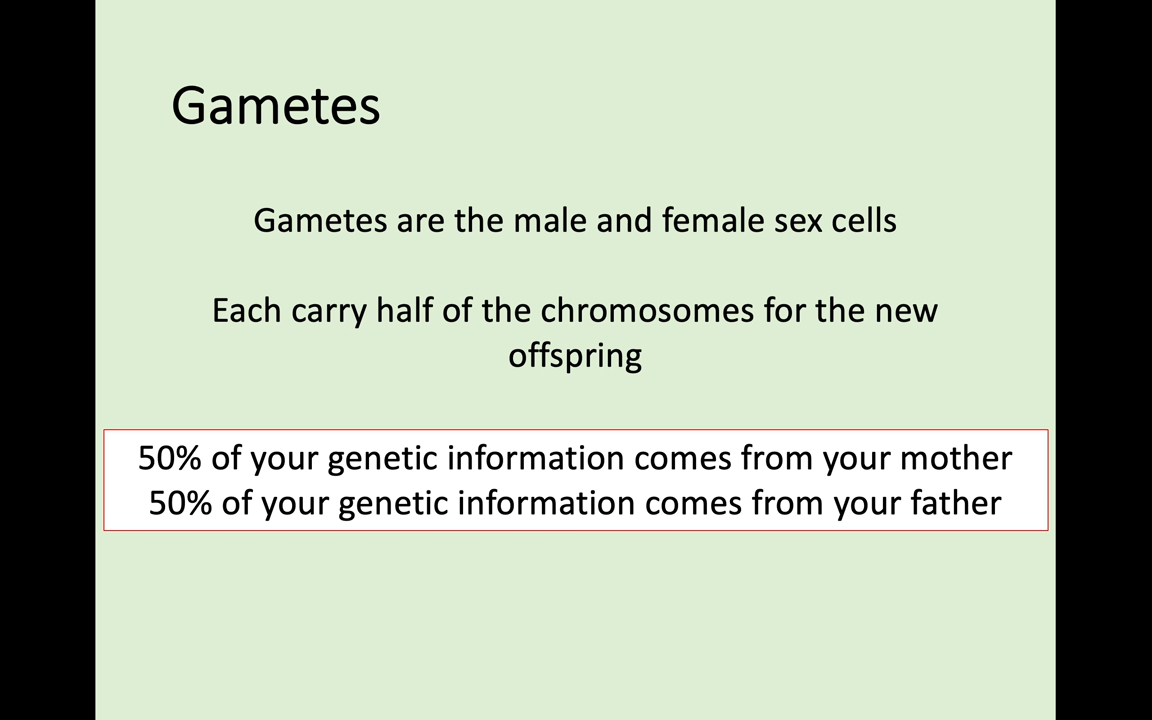 Gametes
Gametes are the male and female sex cells
Each carry half of the chromosomes for the new
offspring
50% of your genetic information comes from your mother
50% of your genetic information comes from your father